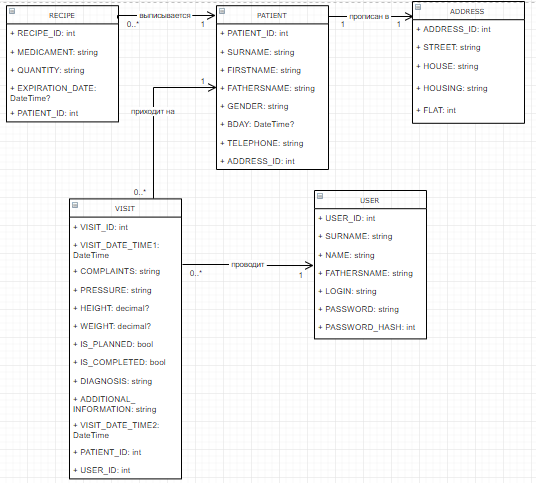 RECIPE
+ RECIPE_ID: int
+ MEDICAMENT: string
+ QUANTITY: string
+ EXPIRATION_DATE:
DateTime?
+ PATIENT_ID: int
выписывается
0..*
1
PATIENT
+ PATIENT_ID: int
+ SURNAME: string
+ FIRSTNAME: string
+ FATHERSNAME: string
+ GENDER: string
+ BDAY: DateTime?
+ TELEPHONE: string
+ ADDRESS_ID: int
прописан в
1
1
ADDRESS
+ ADDRESS_ID: int
+ STREET: string
+ HOUSE: string
+ HOUSING: string
+ FLAT: int
1
приходит на
0..*
VISIT
+ VISIT_ID: int
+ VISIT_DATE_TIME1:
DateTime
+ COMPLAINTS: string
+ PRESSURE: string
+ HEIGHT: decimal?
+ WEIGHT: decimal?
+ IS_PLANNED: bool
+ IS_COMPLETED: bool
+ DIAGNOSIS: string
+ ADDITIONAL_
INFORMATION: string
+ VISIT_DATE_TIME2:
DateTime
+ PATIENT_ID: int
+ USER_ID: int
проводит
0..*
1
USER
+ USER_ID: int
+ SURNAME: string
+ NAME: string
+ FATHERSNAME: string
+ LOGIN: string
+ PASSWORD: string
+ PASSWORD_HASH: int